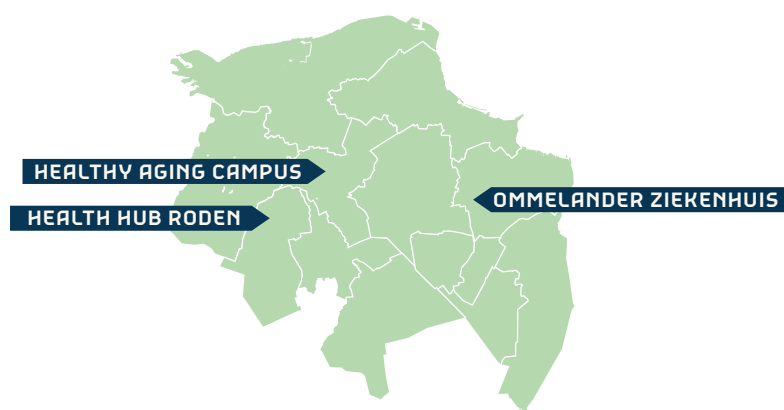 HEALTHY AGING CAMPUS
OMMELANDER ZIEKENHUIS
HEALTH HUB RODEN